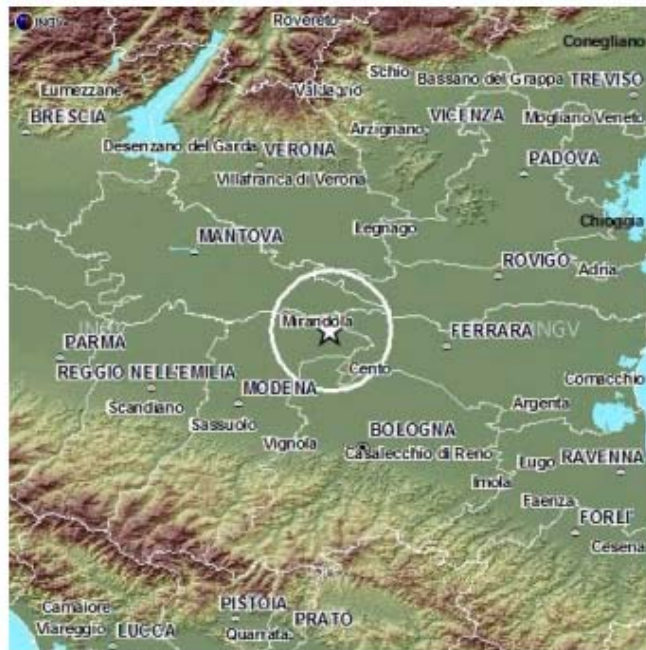 INGV
Rovereto
Conegliano
Schio
Bassano del Grappa
TREVISO
Lumezzane
Valdagno
BRESCIA
VICENZA
Mogliano Veneto
Arzignano
Desenzano del Garda
VERONA
PADOVA
Villafranca di Verona
Legnago
Chioggia
MANTOVA
ROVIGO
Adria
Mirandola
INGV
FERRARA
INGV
PARMA
Cento
REGGIO NELL'EMILIA
Comacchio
MODENA
Scandiano
Argenta
Sassuolo
BOLOGNA
Vignola
Casalecchio di Reno
Lugo
RAVENNA
Imola
Faenza
FORLI'
Cesena
Camaiore
PISTOIA
PRATO
Viareggio
LUCCA
Quarrata